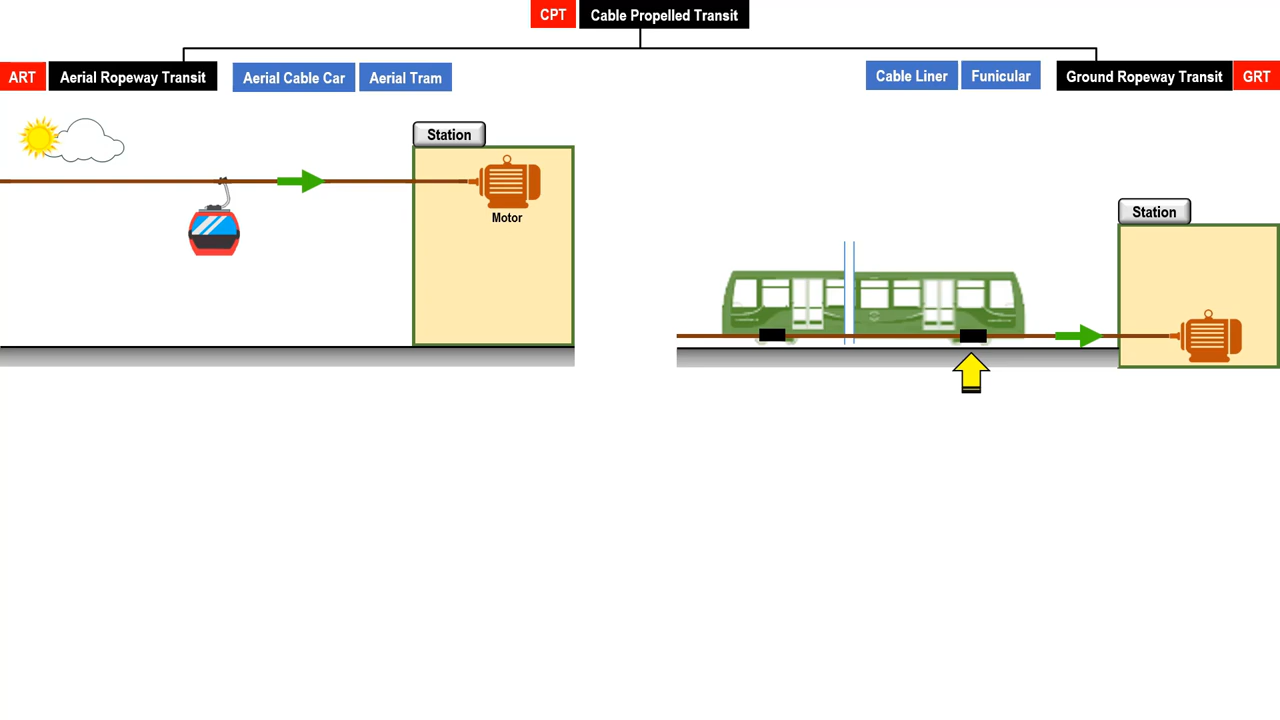 CPT Cable Propelled Transit
ART Aerial Ropeway Transit Aerial Cable Car Aerial Tram
Cable Liner Funicular Ground Ropeway Transit GRT
Station
Motor
Station